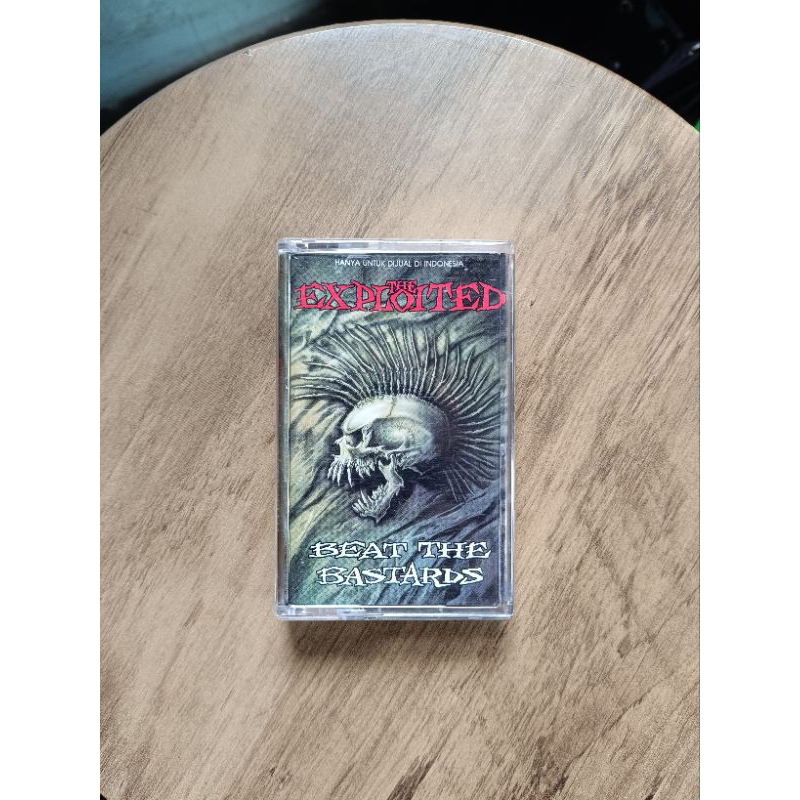 HANYA UNTUK DIJUAL DI INDONESIA
THE
EXPLOITED
BEAT THE
BASTARDS